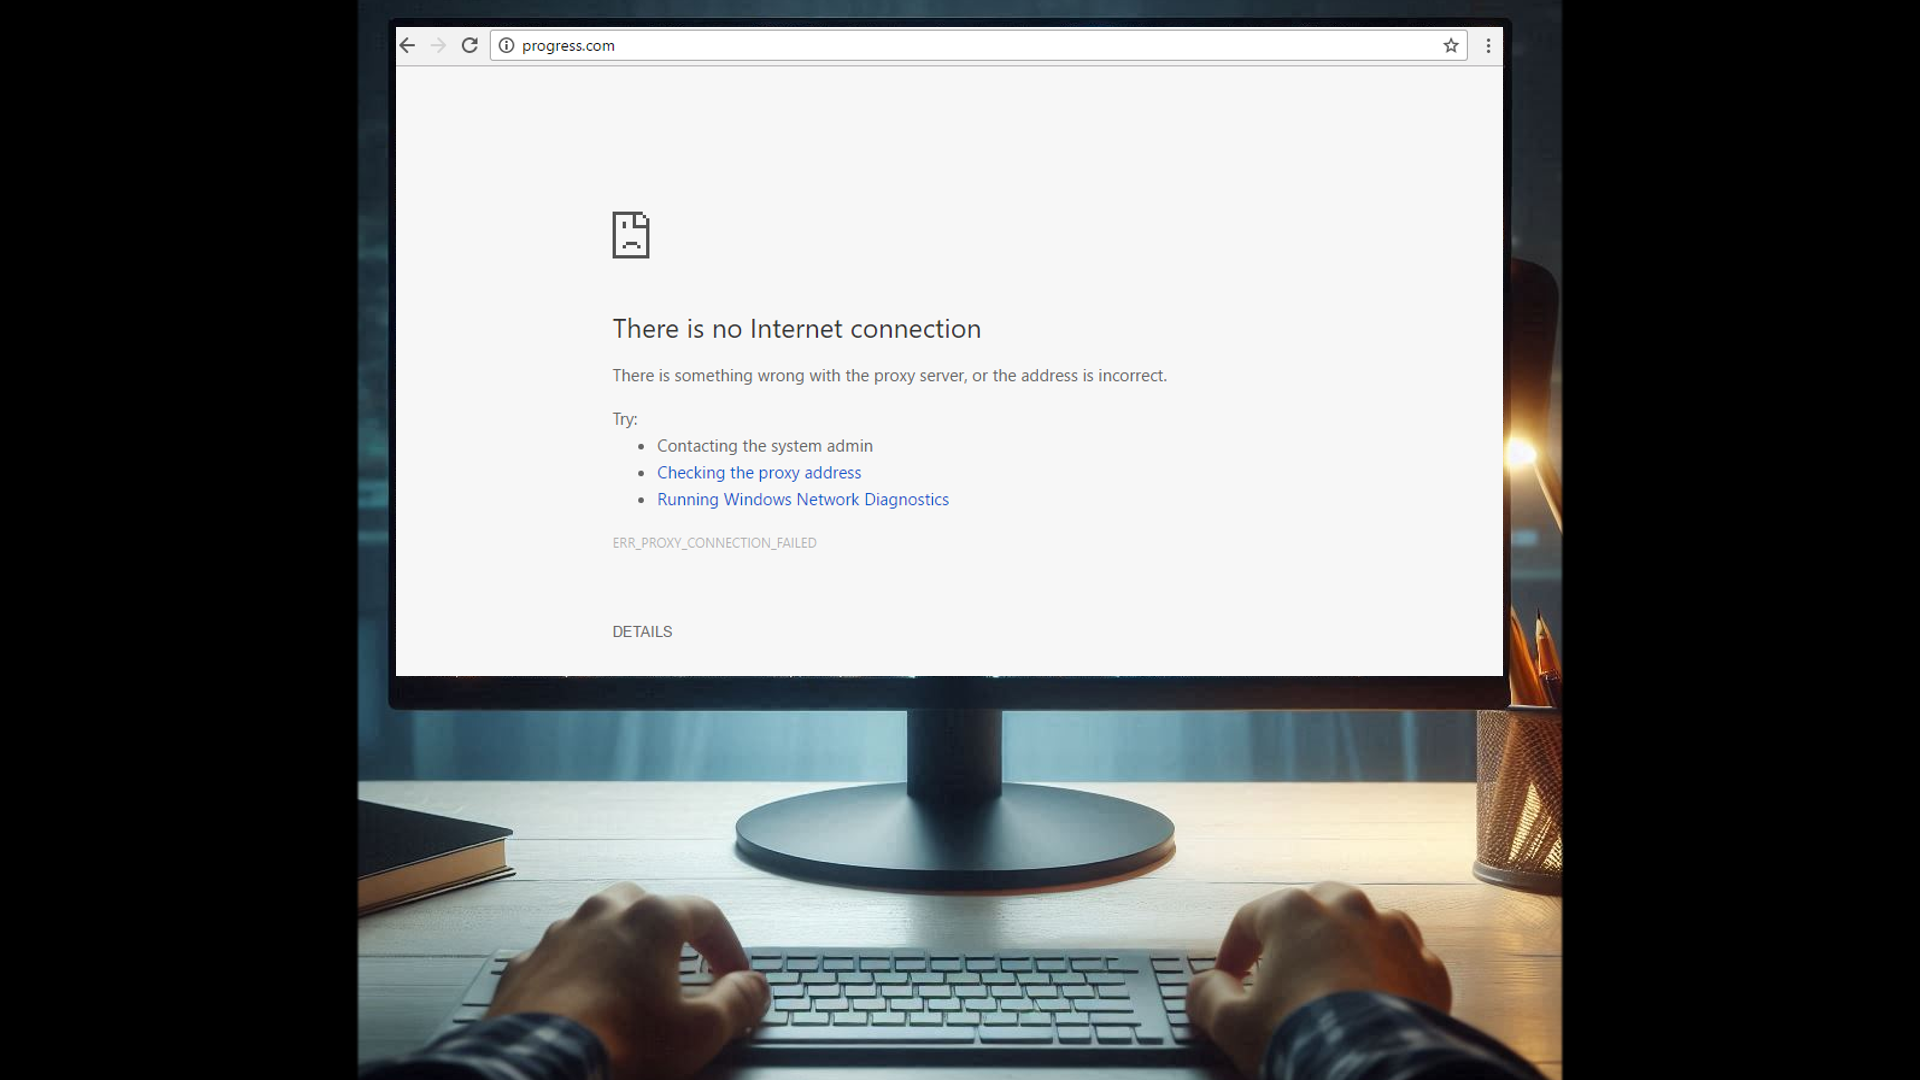 progress.com
There is no Internet connection
There is something wrong with the proxy server, or the address is incorrect.
Try:
Contacting the system admin
Checking the proxy address
Running Windows Network Diagnostics
ERR_PROXY_CONNECTION_FAILED
DETAILS